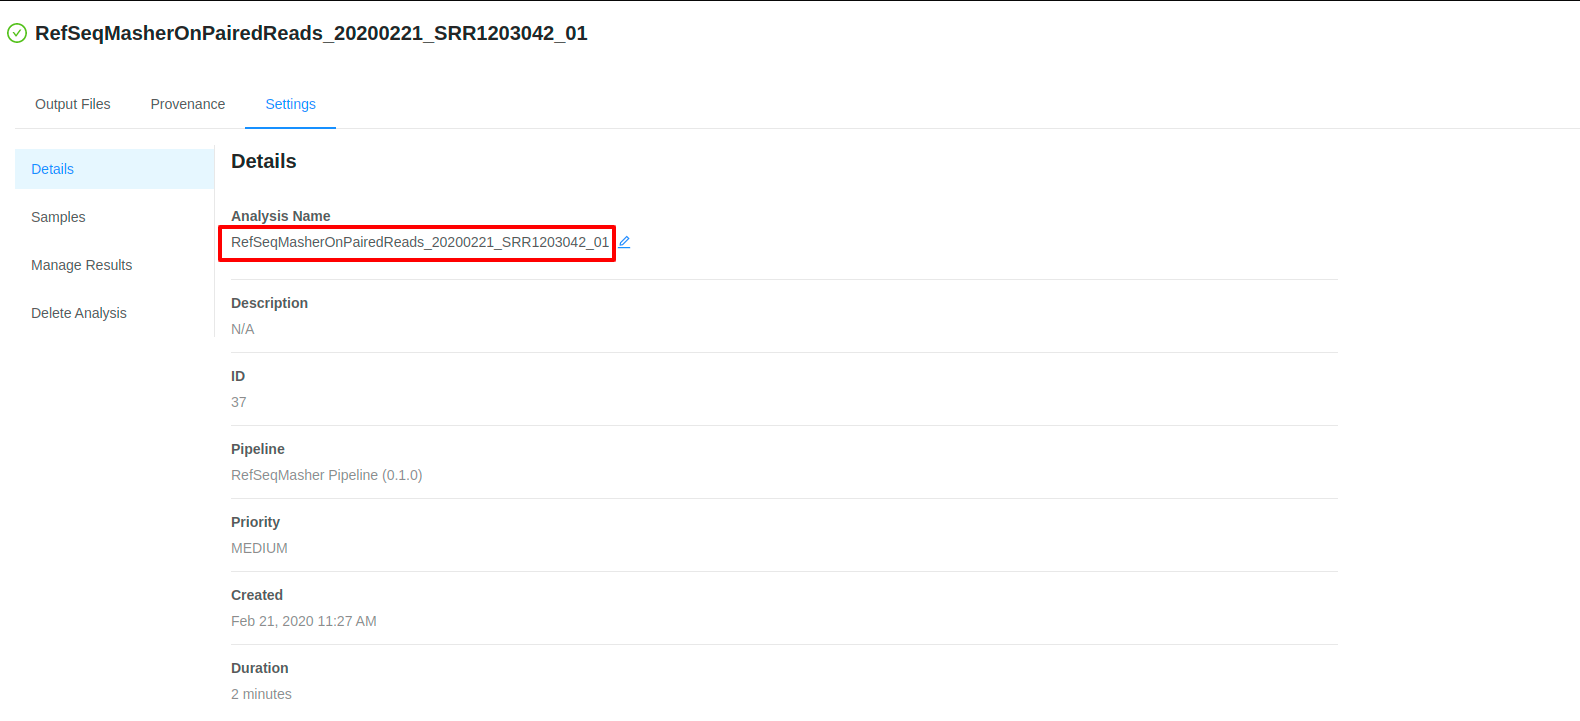 RefSeqMasherOnPairedReads_20200221_SRR1203042_01
Output Files
Provenance
Settings
Details
Samples
Manage Results
Delete Analysis
Details
Analysis Name
RefSeqMasherOnPairedReads_20200221_SRR1203042_01
Description
N/A
ID
37
Pipeline
RefSeqMasher Pipeline (0.1.0)
Priority
MEDIUM
Created
Feb 21, 2020 11:27 AM
Duration
2 minutes